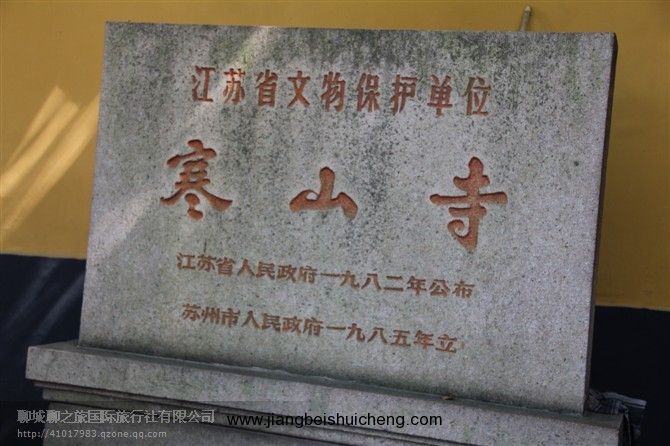 江苏省文物保护单位
寒山寺
江苏省人民政府一九八二年公布
苏州市人民政府一九八五年立
聊城聊之旅国际旅行社有限公司
http://41017983.qzone.qq.com
www.jiangbeishuicheng.com